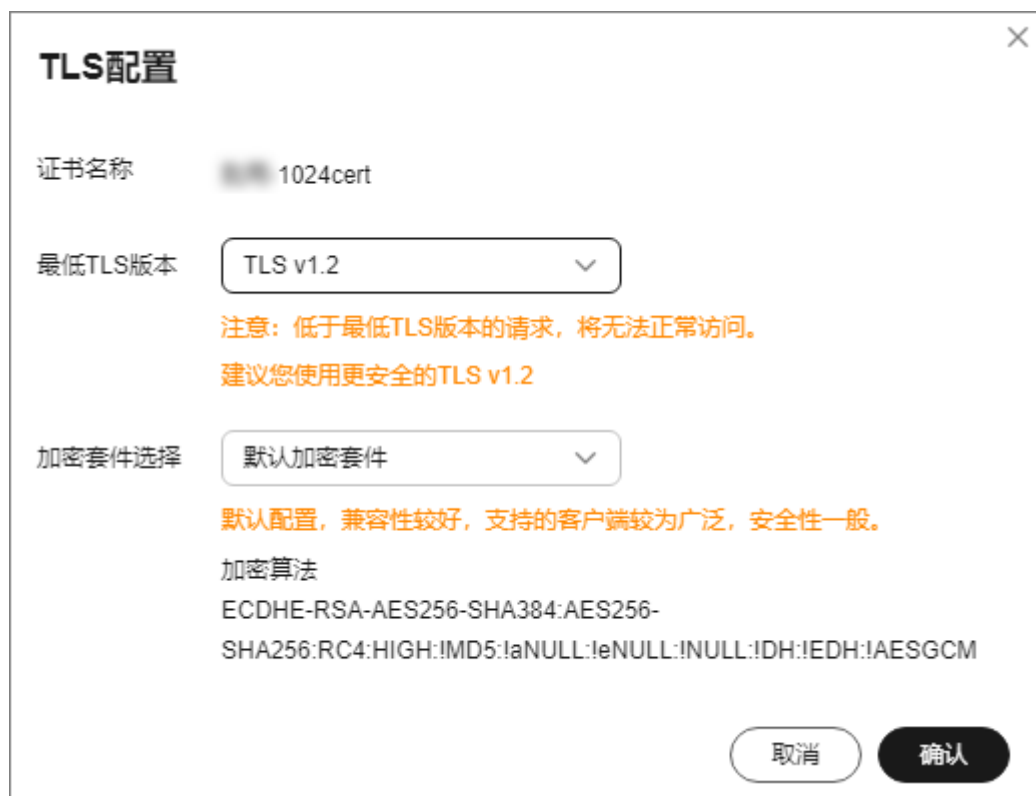 TLS配置
证书名称
1024cert
最低TLS版本
TLS v1.2
注意：低于最低TLS版本的请求，将无法正常访问。
建议您使用更安全的TLS v1.2
加密套件选择
默认加密套件
默认配置，兼容性较好，支持的客户端较为广泛，安全性一般。
加密算法
ECDHE-RSA-AES256-SHA384:AES256-
SHA256:RC4:HIGH:!MD5:!aNULL:!eNULL:!NULL:!DH:!EDH:!AESGCM
取消
确认